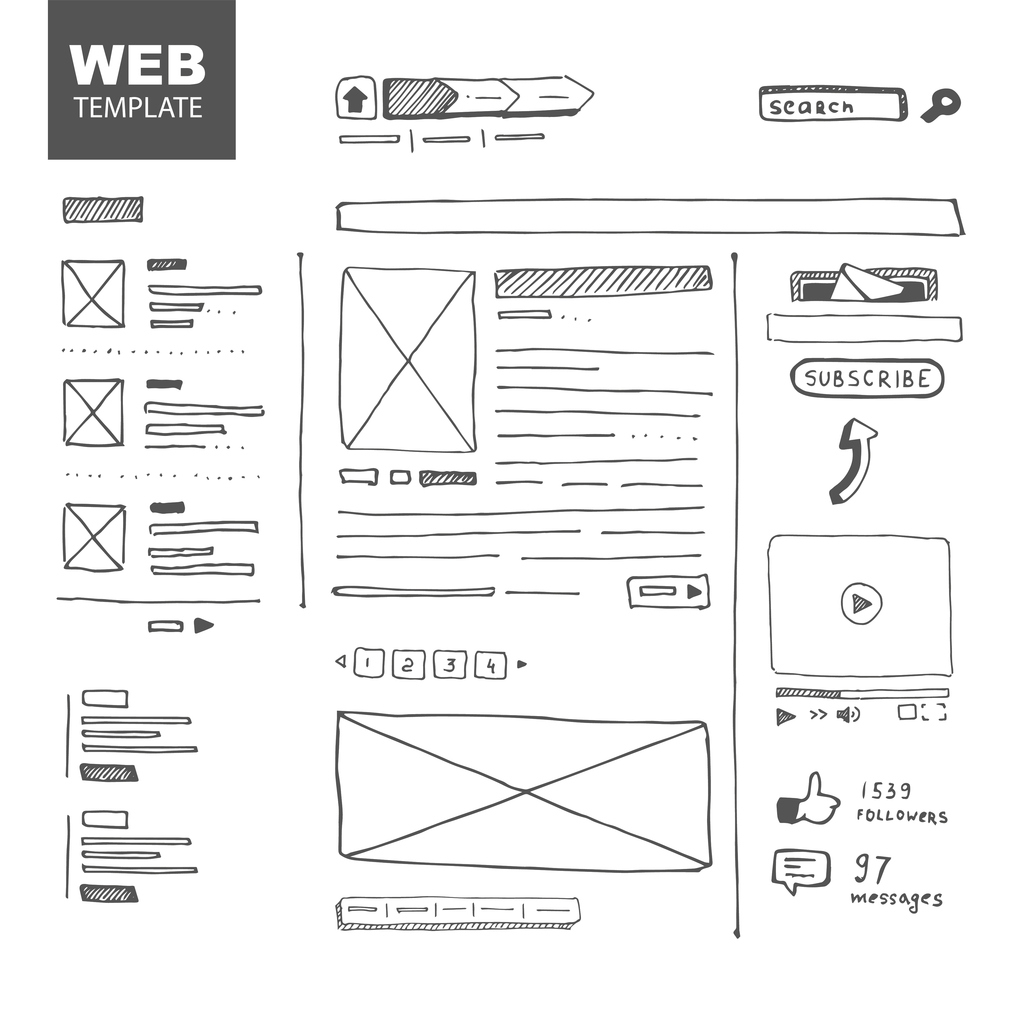 WEB
TEMPLATE
search
SUBSCRIBE
1 2 3 4
1539
FOLLOWERS
97
messages